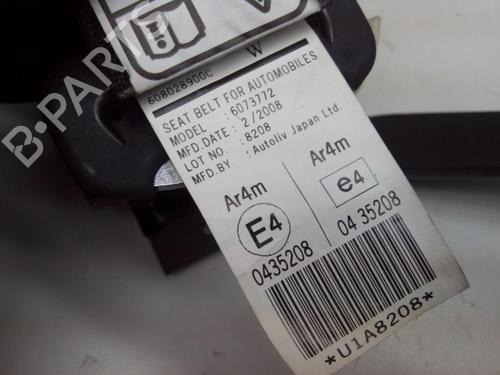 B-PARTS
608028900C
W
SEAT BELT FOR AUTOMOBILES
MODEL : 6073772
MFD.DATE : 2/2008
LOT NO. : 8208
MFD.BY : Autoliv Japan Ltd.
Ar4m
E4
0435208
Ar4m
e4
04 35208
*U1A8208*